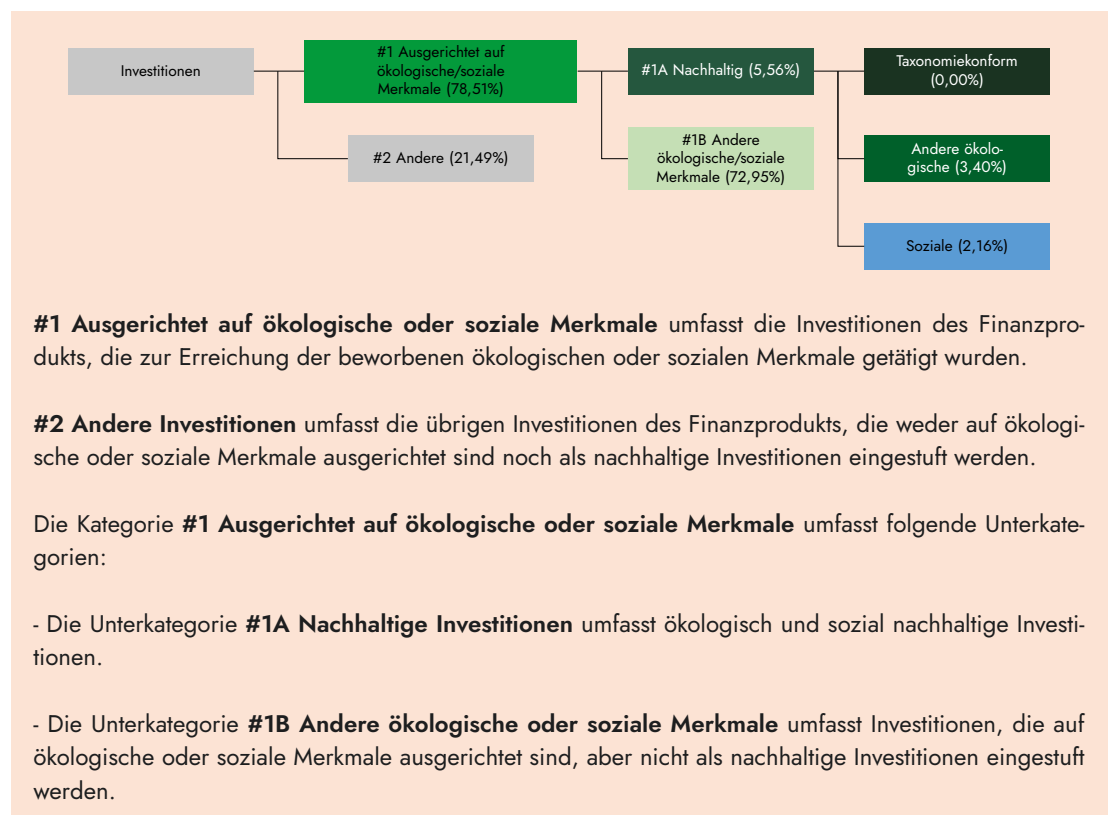 Investitionen
#1 Ausgerichtet auf
ökologische/soziale
Merkmale (78,51%)
#1A Nachhaltig (5,56%)
Taxonomiekonform
(0,00%)
#2 Andere (21,49%)
#1B Andere
ökologische/soziale
Merkmale (72,95%)
Andere ökolo-
gische (3,40%)
Soziale (2,16%)
#1 Ausgerichtet auf ökologische oder soziale Merkmale umfasst die Investitionen des Finanzpro-
dukts, die zur Erreichung der beworbenen ökologischen oder sozialen Merkmale getätigt wurden.
#2 Andere Investitionen umfasst die übrigen Investitionen des Finanzprodukts, die weder auf ökologi-
sche oder soziale Merkmale ausgerichtet sind noch als nachhaltige Investitionen eingestuft werden.
Die Kategorie #1 Ausgerichtet auf ökologische oder soziale Merkmale umfasst folgende Unterkate-
gorien:
- Die Unterkategorie #1A Nachhaltige Investitionen umfasst ökologisch und sozial nachhaltige Investi-
tionen.
- Die Unterkategorie #1B Andere ökologische oder soziale Merkmale umfasst Investitionen, die auf
ökologische oder soziale Merkmale ausgerichtet sind, aber nicht als nachhaltige Investitionen eingestuft
werden.